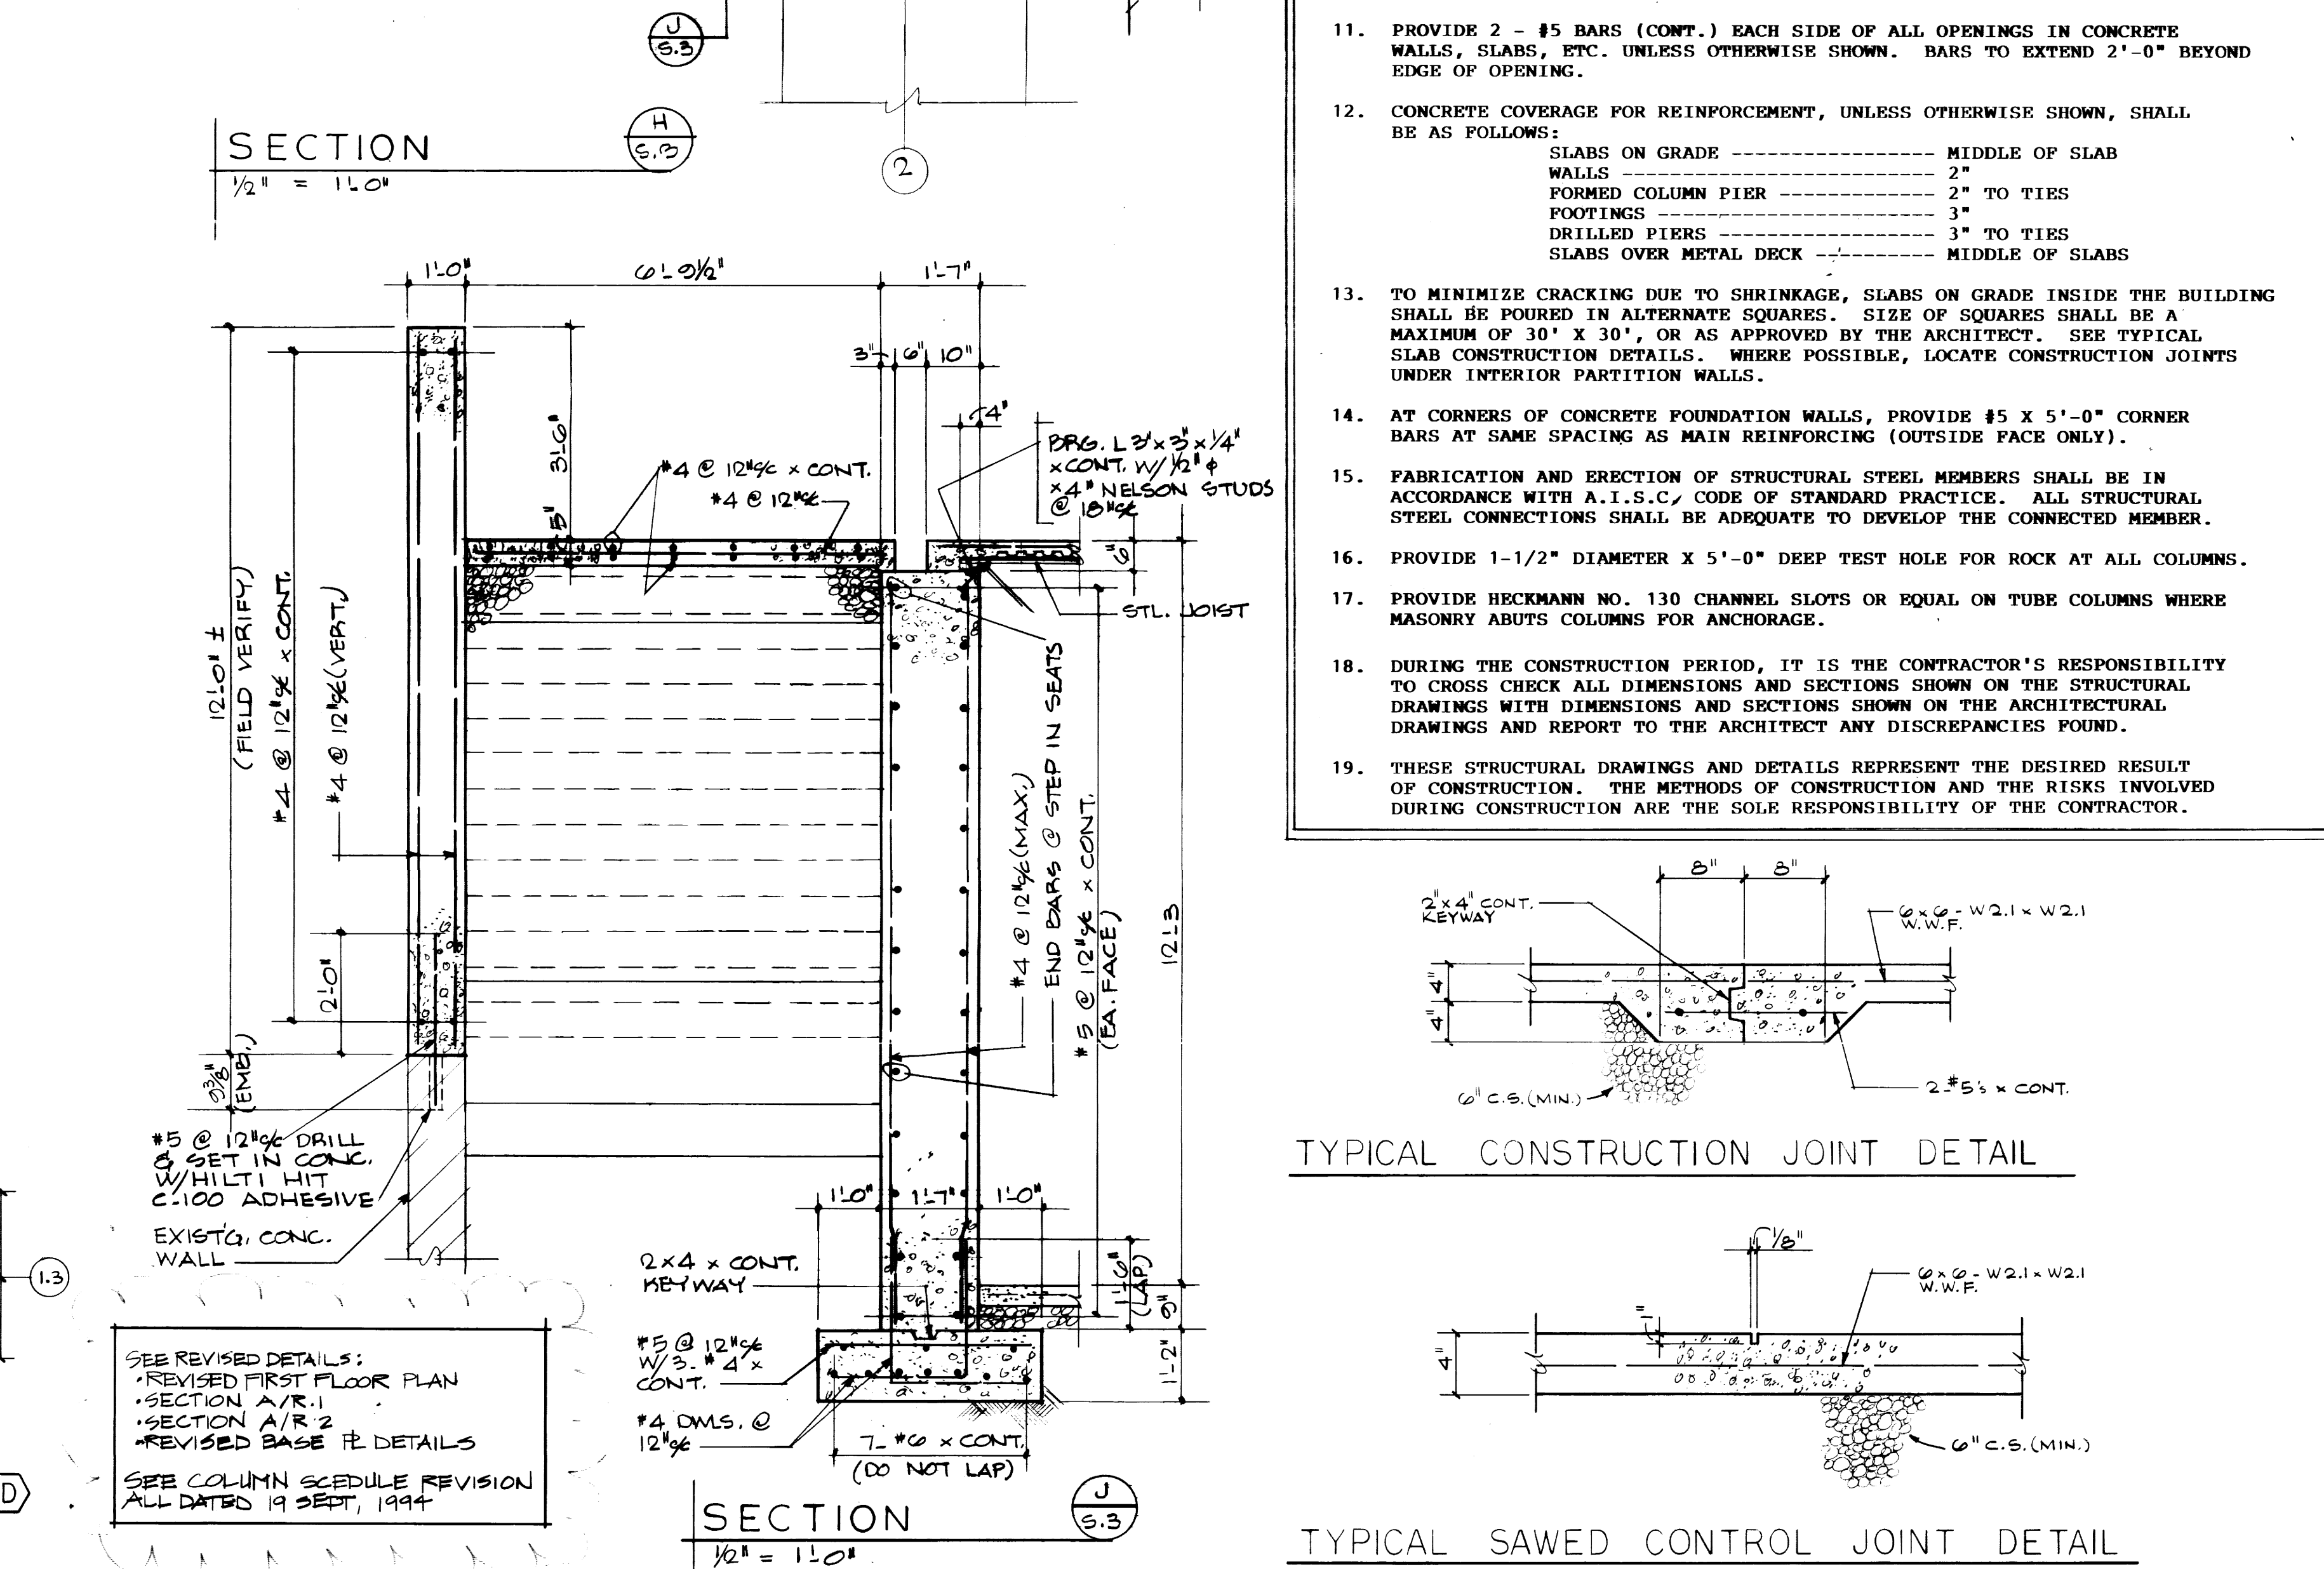 J
S.3
SECTION
1/2" = 1'-0"
H
S.3
2
1'-0"
6'-9 1/2"
1'-7"
3"
6"
10"
4"
3'-6"
5"
#4 @ 12"c/c x CONT.
#4 @ 12"c/c
BRG. L 3"x 3"x 1/4"
x CONT. W/ 1/2" φ
x 4" NELSON STUDS
@ 18"c/c
6"
STL. JOIST
12'-0" ±
(FIELD VERIFY)
#4 @ 12"c/c x CONT.
#4 @ 12"c/c (VERT.)
2'-0"
9 3/8"
(EMB.)
#4 @ 12"c/c (MAX.)
END BARS @ STEP IN SEATS
#5 @ 12"c/c x CONT.
(EA. FACE)
12'-3
#5 @ 12"c/c DRILL
& SET IN CONC.
W/HILTI HIT
C-100 ADHESIVE
EXIST'G. CONC.
WALL
1.3
1'-0"
1'-7"
1'-0"
2x4 x CONT.
KEYWAY
1'-6"
(LAP)
9"
1'-2"
#5 @ 12"c/c
W/ 3-#4 x
CONT.
#4 DWLS. @
12"c/c
7-#6 x CONT.
(DO NOT LAP)
SEE REVISED DETAILS:
•REVISED FIRST FLOOR PLAN
•SECTION A/R.1
•SECTION A/R.2
•REVISED BASE PL DETAILS
SEE COLUMN SCEDULE REVISION
ALL DATED 19 SEPT, 1994
D
SECTION
1/2" = 1'-0"
J
S.3
11. PROVIDE 2 - #5 BARS (CONT.) EACH SIDE OF ALL OPENINGS IN CONCRETE
WALLS, SLABS, ETC. UNLESS OTHERWISE SHOWN. BARS TO EXTEND 2'-0" BEYOND
EDGE OF OPENING.
12. CONCRETE COVERAGE FOR REINFORCEMENT, UNLESS OTHERWISE SHOWN, SHALL
BE AS FOLLOWS:
SLABS ON GRADE ----------------- MIDDLE OF SLAB
WALLS -------------------------- 2"
FORMED COLUMN PIER ------------- 2" TO TIES
FOOTINGS ----------------------- 3"
DRILLED PIERS ------------------ 3" TO TIES
SLABS OVER METAL DECK ---------- MIDDLE OF SLABS
13. TO MINIMIZE CRACKING DUE TO SHRINKAGE, SLABS ON GRADE INSIDE THE BUILDING
SHALL BE POURED IN ALTERNATE SQUARES. SIZE OF SQUARES SHALL BE A
MAXIMUM OF 30' X 30', OR AS APPROVED BY THE ARCHITECT. SEE TYPICAL
SLAB CONSTRUCTION DETAILS. WHERE POSSIBLE, LOCATE CONSTRUCTION JOINTS
UNDER INTERIOR PARTITION WALLS.
14. AT CORNERS OF CONCRETE FOUNDATION WALLS, PROVIDE #5 X 5'-0" CORNER
BARS AT SAME SPACING AS MAIN REINFORCING (OUTSIDE FACE ONLY).
15. FABRICATION AND ERECTION OF STRUCTURAL STEEL MEMBERS SHALL BE IN
ACCORDANCE WITH A.I.S.C, CODE OF STANDARD PRACTICE. ALL STRUCTURAL
STEEL CONNECTIONS SHALL BE ADEQUATE TO DEVELOP THE CONNECTED MEMBER.
16. PROVIDE 1-1/2" DIAMETER X 5'-0" DEEP TEST HOLE FOR ROCK AT ALL COLUMNS.
17. PROVIDE HECKMANN NO. 130 CHANNEL SLOTS OR EQUAL ON TUBE COLUMNS WHERE
MASONRY ABUTS COLUMNS FOR ANCHORAGE.
18. DURING THE CONSTRUCTION PERIOD, IT IS THE CONTRACTOR'S RESPONSIBILITY
TO CROSS CHECK ALL DIMENSIONS AND SECTIONS SHOWN ON THE STRUCTURAL
DRAWINGS WITH DIMENSIONS AND SECTIONS SHOWN ON THE ARCHITECTURAL
DRAWINGS AND REPORT TO THE ARCHITECT ANY DISCREPANCIES FOUND.
19. THESE STRUCTURAL DRAWINGS AND DETAILS REPRESENT THE DESIRED RESULT
OF CONSTRUCTION. THE METHODS OF CONSTRUCTION AND THE RISKS INVOLVED
DURING CONSTRUCTION ARE THE SOLE RESPONSIBILITY OF THE CONTRACTOR.
8"
8"
2"x 4" CONT.
KEYWAY
6 x 6 - W2.1 x W2.1
W.W.F.
4"
4"
6" C.S. (MIN.)
2-#5's x CONT.
TYPICAL CONSTRUCTION JOINT DETAIL
1/8"
6 x 6 - W2.1 x W2.1
W.W.F.
1"
4"
6" C.S. (MIN.)
TYPICAL SAWED CONTROL JOINT DETAIL